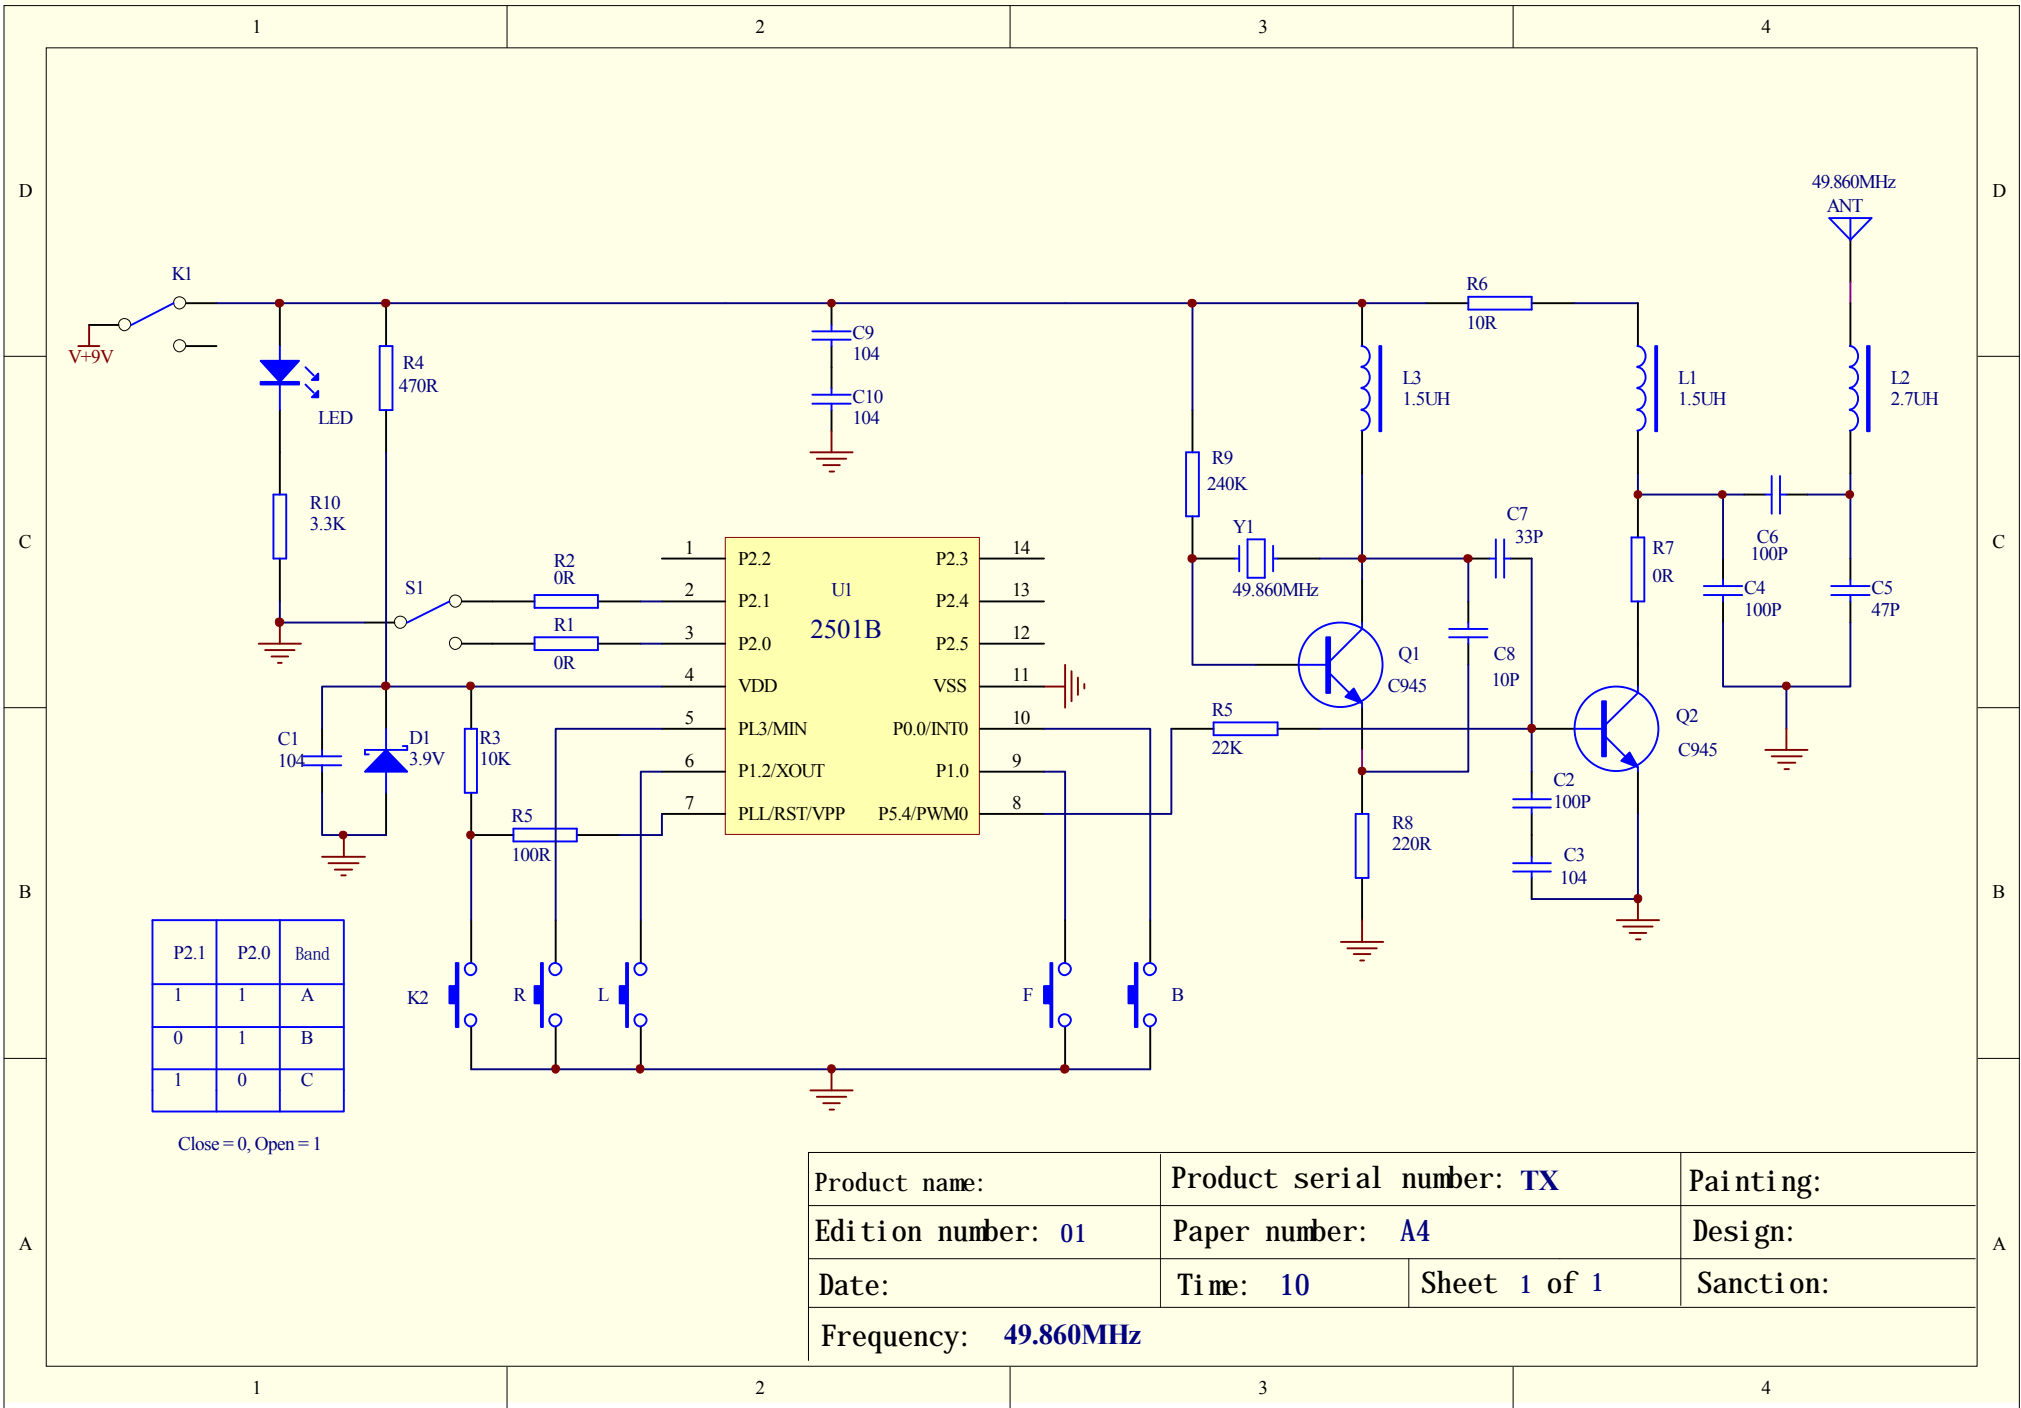 1
2
3
4
D
D
49.860MHz
ANT
K1
V+9V
R6
10R
C9
104
C10
104
R4
470R
LED
L3
1.5UH
L1
1.5UH
L2
2.7UH
R9
240K
R10
3.3K
C
C
Y1
49.860MHz
C7
33P
C6
100P
R7
0R
C4
100P
C5
47P
S1
R2
0R
R1
0R
U1
2501B
1 P2.2
2 P2.1
3 P2.0
4 VDD
5 PL3/MIN
6 P1.2/XOUT
7 PLL/RST/VPP
P2.3 14
P2.4 13
P2.5 12
VSS 11
P0.0/INT0 10
P1.0 9
P5.4/PWM0 8
Q1
C945
C8
10P
R5
22K
Q2
C945
C1
104
D1
3.9V
R3
10K
R5
100R
C2
100P
R8
220R
C3
104
B
B
P2.1 P2.0 Band
1 1 A
0 1 B
1 0 C
Close = 0, Open = 1
K2
R
L
F
B
A
A
Product name:
Product serial number: TX
Painting:
Edition number: 01
Paper number: A4
Design:
Date:
Time: 10
Sheet 1 of 1
Sanction:
Frequency: 49.860MHz
1
2
3
4